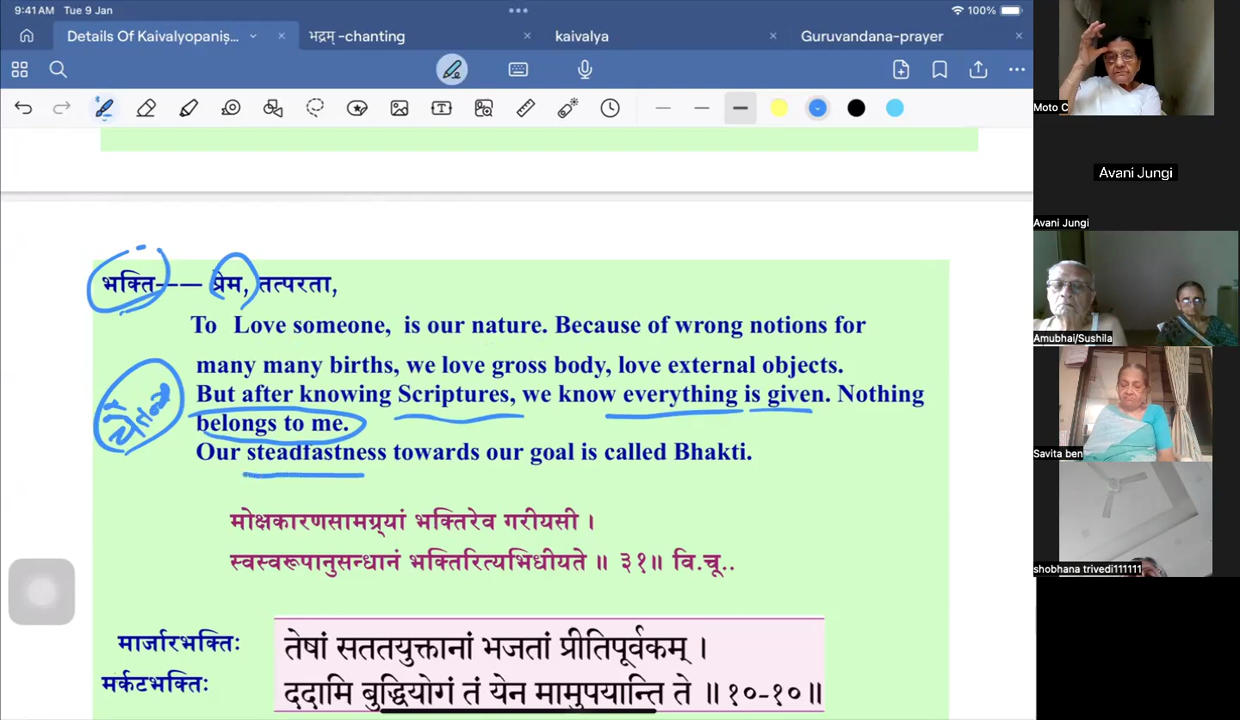 9:41 AM Tue 9 Jan
100%
Details Of Kaivalyopaniṣ...
भद्रम् -chanting
kaivalya
Guruvandana-prayer
Moto C
Avani Jungi
Avani Jungi
भक्ति—— प्रेम, तत्परता,
To Love someone, is our nature. Because of wrong notions for
many many births, we love gross body, love external objects.
But after knowing Scriptures, we know everything is given. Nothing
belongs to me.
Our steadfastness towards our goal is called Bhakti.
Amubhai/Sushila
Savita ben
मोक्षकारणसामग्र्यां भक्तिरेव गरीयसी ।
स्वस्वरूपानुसन्धानं भक्तिरित्यभिधीयते ॥ ३१॥ वि.चू..
shobhana trivedi111111
मार्जारभक्तिः
मर्कटभक्तिः
तेषां सततयुक्तानां भजतां प्रीतिपूर्वकम् ।
ददामि बुद्धियोगं तं येन मामुपयान्ति ते ॥ १०-१०॥